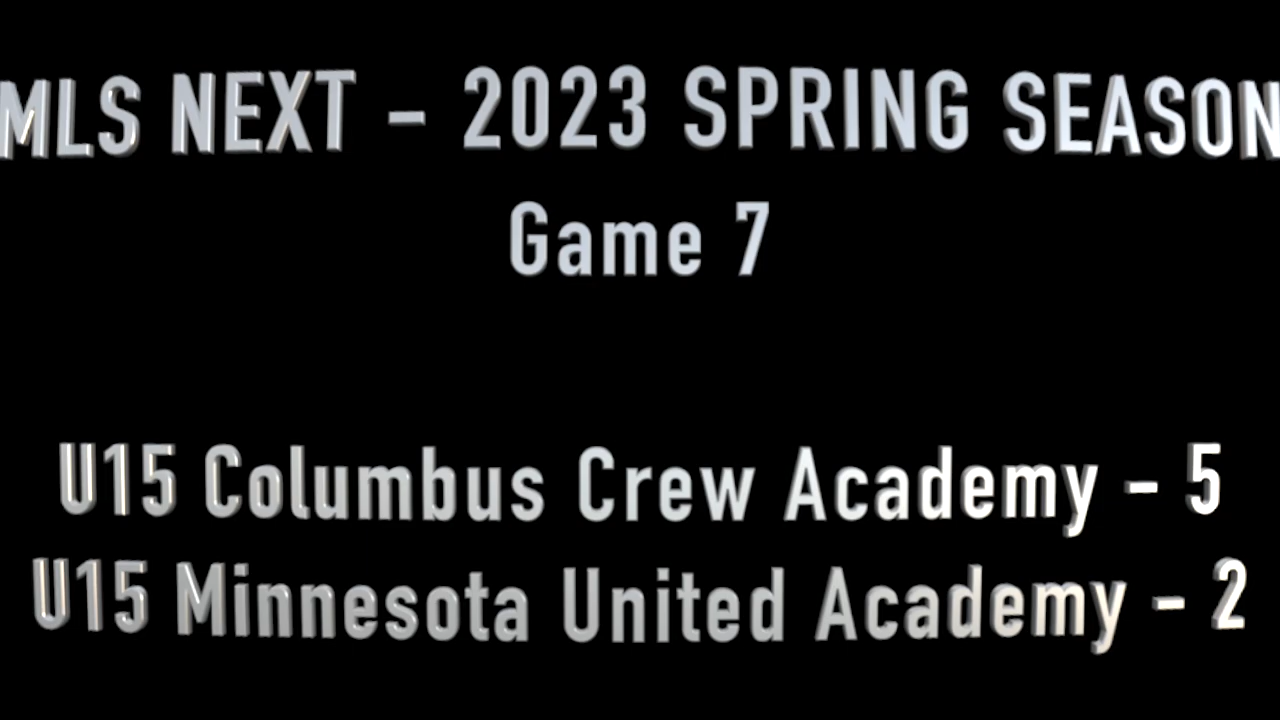 MLS NEXT – 2023 SPRING SEASON
Game 7
U15 Columbus Crew Academy – 5
U15 Minnesota United Academy – 2